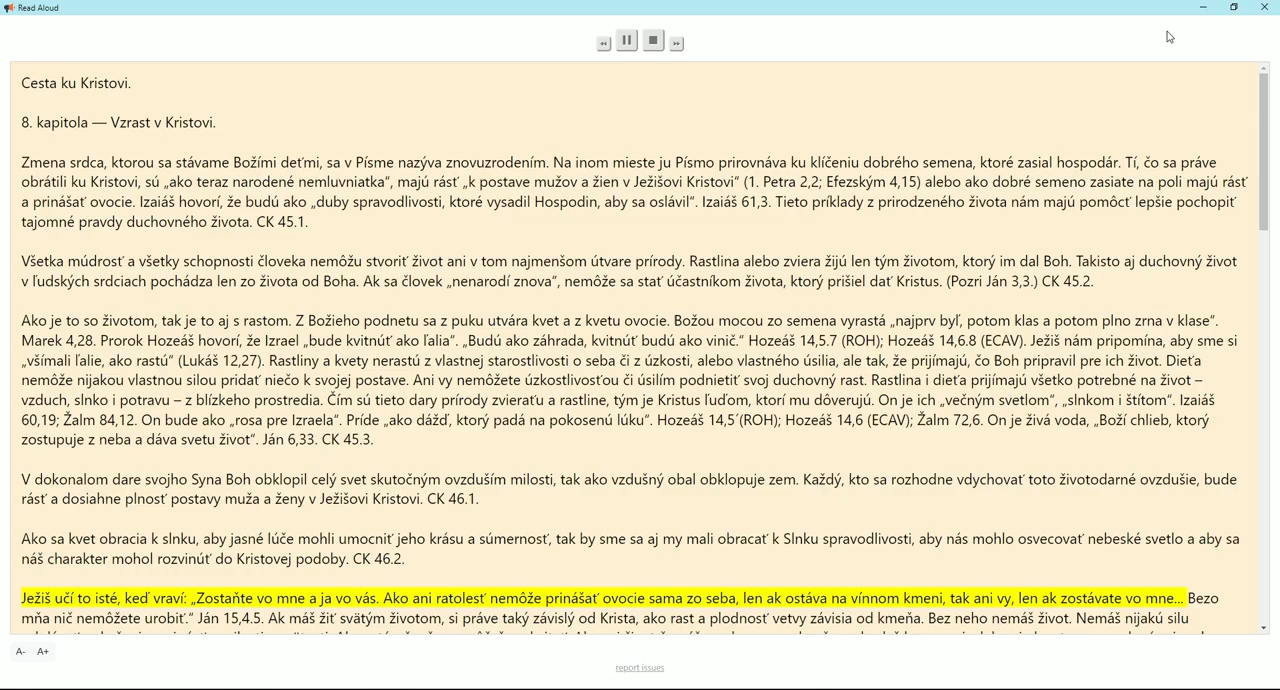 Read Aloud
Cesta ku Kristovi.
8. kapitola — Vzrast v Kristovi.
Zmena srdca, ktorou sa stávame Božími deťmi, sa v Písme nazýva znovuzrodením. Na inom mieste ju Písmo prirovnáva ku klíčeniu dobrého semena, ktoré zasial hospodár. Tí, čo sa práve
obrátili ku Kristovi, sú „ako teraz narodené nemluvniatka“, majú rásť „k postave mužov a žien v Ježišovi Kristovi“ (1. Petra 2,2; Efezským 4,15) alebo ako dobré semeno zasiate na poli majú rásť
a prinášať ovocie. Izaiáš hovorí, že budú ako „duby spravodlivosti, ktoré vysadil Hospodin, aby sa oslávil“. Izaiáš 61,3. Tieto príklady z prirodzeného života nám majú pomôcť lepšie pochopiť
tajomné pravdy duchovného života. CK 45.1.
Všetka múdrosť a všetky schopnosti človeka nemôžu stvoriť život ani v tom najmenšom útvare prírody. Rastlina alebo zviera žijú len tým životom, ktorý im dal Boh. Takisto aj duchovný život
v ľudských srdciach pochádza len zo života od Boha. Ak sa človek „nenarodí znova“, nemôže sa stať účastníkom života, ktorý prišiel dať Kristus. (Pozri Ján 3,3.) CK 45.2.
Ako je to so životom, tak je to aj s rastom. Z Božieho podnetu sa z puku utvára kvet a z kvetu ovocie. Božou mocou zo semena vyrastá „najprv byľ, potom klas a potom plno zrna v klase“.
Marek 4,28. Prorok Hozeáš hovorí, že Izrael „bude kvitnúť ako ľalia“. „Budú ako záhrada, kvitnúť budú ako vinič.“ Hozeáš 14,5.7 (ROH); Hozeáš 14,6.8 (ECAV). Ježiš nám pripomína, aby sme si
„všímali ľalie, ako rastú“ (Lukáš 12,27). Rastliny a kvety nerastú z vlastnej starostlivosti o seba či z úzkosti, alebo vlastného úsilia, ale tak, že prijímajú, čo Boh pripravil pre ich život. Dieťa
nemôže nijakou vlastnou silou pridať niečo k svojej postave. Ani vy nemôžete úzkostlivosťou či úsilím podnietiť svoj duchovný rast. Rastlina i dieťa prijímajú všetko potrebné na život –
vzduch, slnko i potravu – z blízkeho prostredia. Čím sú tieto dary prírody zvieraťu a rastline, tým je Kristus ľuďom, ktorí mu dôverujú. On je ich „večným svetlom“, „slnkom i štítom“. Izaiáš
60,19; Žalm 84,12. On bude ako „rosa pre Izraela“. Príde „ako dážď, ktorý padá na pokosenú lúku“. Hozeáš 14,5´(ROH); Hozeáš 14,6 (ECAV); Žalm 72,6. On je živá voda, „Boží chlieb, ktorý
zostupuje z neba a dáva svetu život“. Ján 6,33. CK 45.3.
V dokonalom dare svojho Syna Boh obklopil celý svet skutočným ovzduším milosti, tak ako vzdušný obal obklopuje zem. Každý, kto sa rozhodne vdychovať toto životodarné ovzdušie, bude
rásť a dosiahne plnosť postavy muža a ženy v Ježišovi Kristovi. CK 46.1.
Ako sa kvet obracia k slnku, aby jasné lúče mohli umocniť jeho krásu a súmernosť, tak by sme sa aj my mali obracať k Slnku spravodlivosti, aby nás mohlo osvecovať nebeské svetlo a aby sa
náš charakter mohol rozvinúť do Kristovej podoby. CK 46.2.
Ježiš učí to isté, keď vraví: „Zostaňte vo mne a ja vo vás. Ako ani ratolesť nemôže prinášať ovocie sama zo seba, len ak ostáva na vínnom kmeni, tak ani vy, len ak zostávate vo mne... Bezo
mňa nič nemôžete urobiť.“ Ján 15,4.5. Ak máš žiť svätým životom, si práve taký závislý od Krista, ako rast a plodnosť vetvy závisia od kmeňa. Bez neho nemáš život. Nemáš nijakú silu
A- A+
report issues